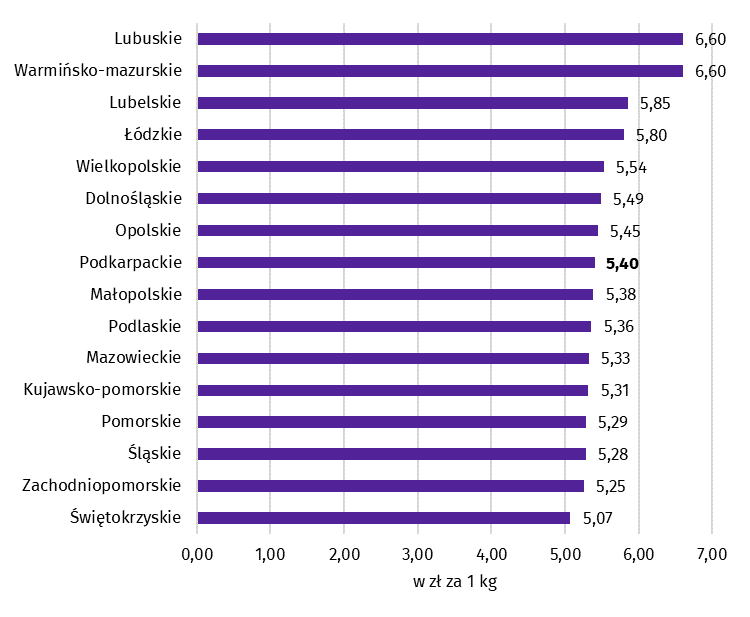 Lubuskie 6,60
Warmińsko-mazurskie 6,60
Lubelskie 5,85
Łódzkie 5,80
Wielkopolskie 5,54
Dolnośląskie 5,49
Opolskie 5,45
Podkarpackie 5,40
Małopolskie 5,38
Podlaskie 5,36
Mazowieckie 5,33
Kujawsko-pomorskie 5,31
Pomorskie 5,29
Śląskie 5,28
Zachodniopomorskie 5,25
Świętokrzyskie 5,07
0,00 1,00 2,00 3,00 4,00 5,00 6,00 7,00
w zł za 1 kg